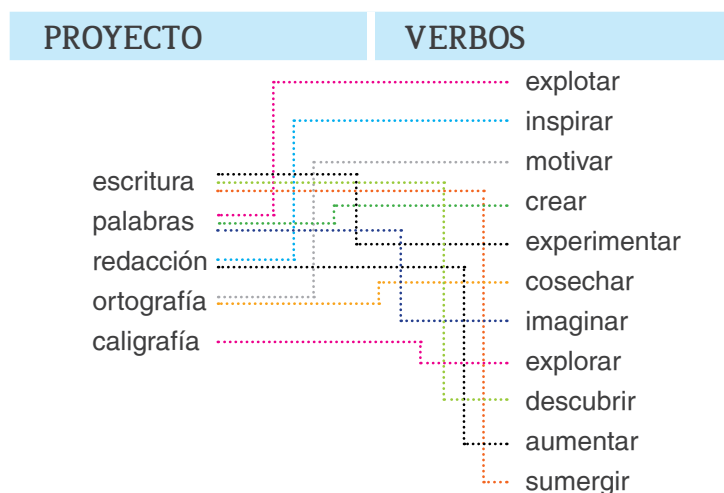 PROYECTO
VERBOS
escritura
palabras
redacción
ortografía
caligrafía
explotar
inspirar
motivar
crear
experimentar
cosechar
imaginar
explorar
descubrir
aumentar
sumergir